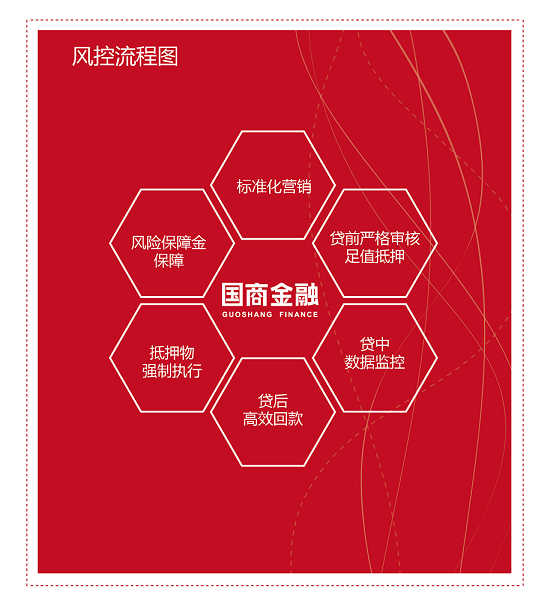 风控流程图
标准化营销
贷前严格审核
足值抵押
贷中
数据监控
贷后
高效回款
抵押物
强制执行
风险保障金
保障
国商金融
GUOSHANG FINANCE